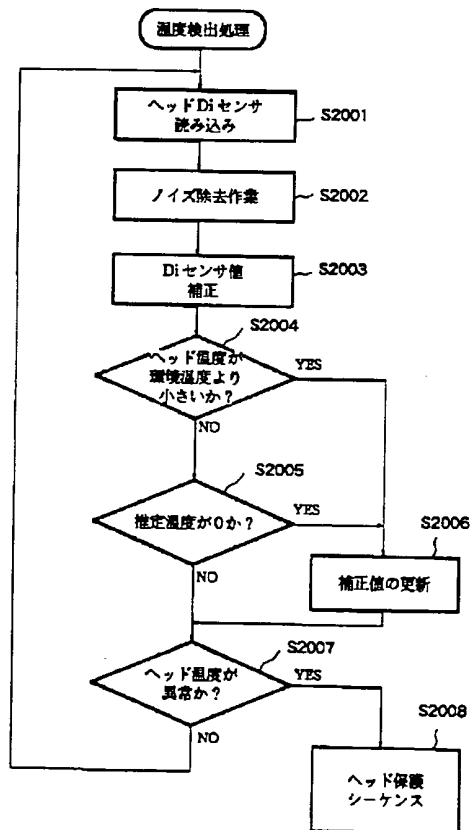 温度検出処理
ヘッドDiセンサ
読み込み
S2001
ノイズ除去作業
S2002
Diセンサ値
補正
S2003
S2004
ヘッド温度が
環境温度より
小さいか？
YES
NO
S2005
推定温度が0か？
YES
NO
S2006
補正値の更新
S2007
ヘッド温度が
異常か？
YES
NO
S2008
ヘッド保護
シーケンス